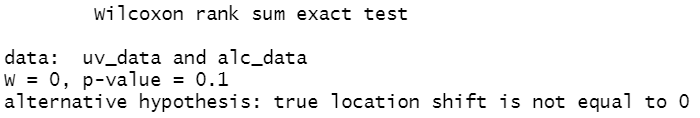 Wilcoxon rank sum exact test
data:  uv_data and alc_data
W = 0, p-value = 0.1
alternative hypothesis: true location shift is not equal to 0